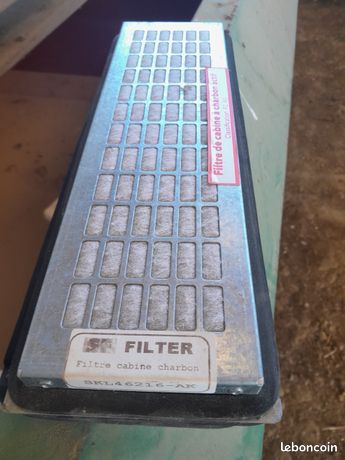 Filtre de cabine à charbon actif
SF FILTER
Filtre cabine charbon
SKL46216-AK
leboncoin